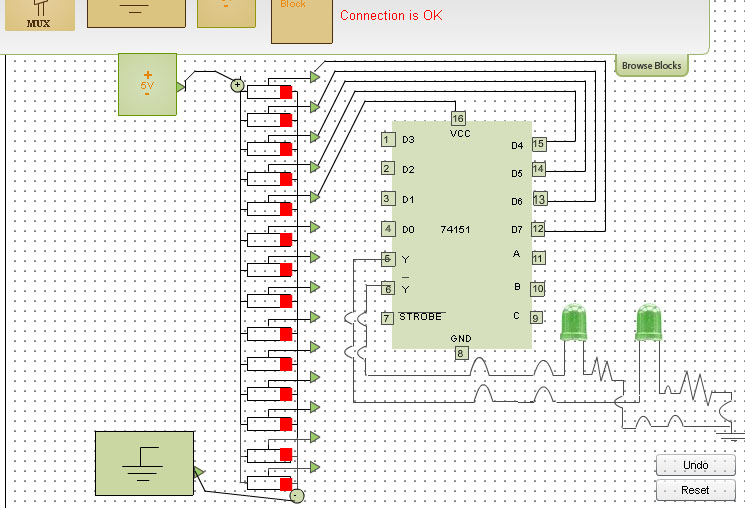 MUX
Block
Connection is OK
Browse Blocks
+
5V
-
+
16
VCC
1 D3
D4 15
2 D2
D5 14
3 D1
D6 13
4 D0
74151
D7 12
5 Y
A 11
6 Y
B 10
7 STROBE
C 9
GND
8
-
Undo
Reset